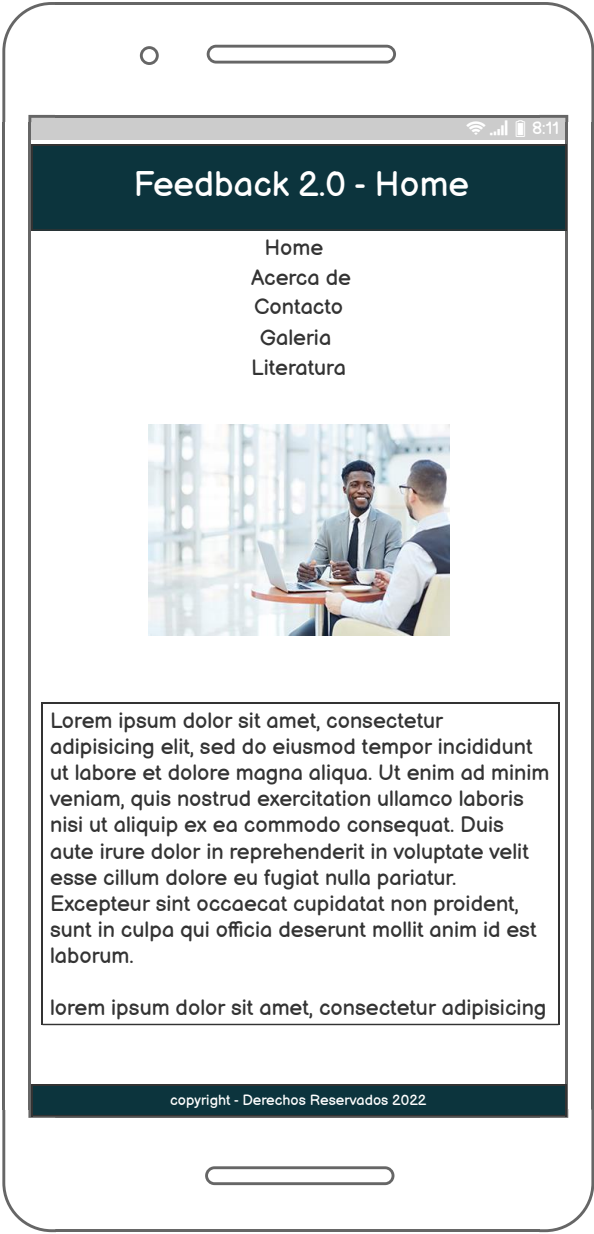 8:11
Feedback 2.0 - Home
Home
Acerca de
Contacto
Galeria
Literatura
Lorem ipsum dolor sit amet, consectetur
adipisicing elit, sed do eiusmod tempor incididunt
ut labore et dolore magna aliqua. Ut enim ad minim
veniam, quis nostrud exercitation ullamco laboris
nisi ut aliquip ex ea commodo consequat. Duis
aute irure dolor in reprehenderit in voluptate velit
esse cillum dolore eu fugiat nulla pariatur.
Excepteur sint occaecat cupidatat non proident,
sunt in culpa qui officia deserunt mollit anim id est
laborum.
lorem ipsum dolor sit amet, consectetur adipisicing
copyright - Derechos Reservados 2022